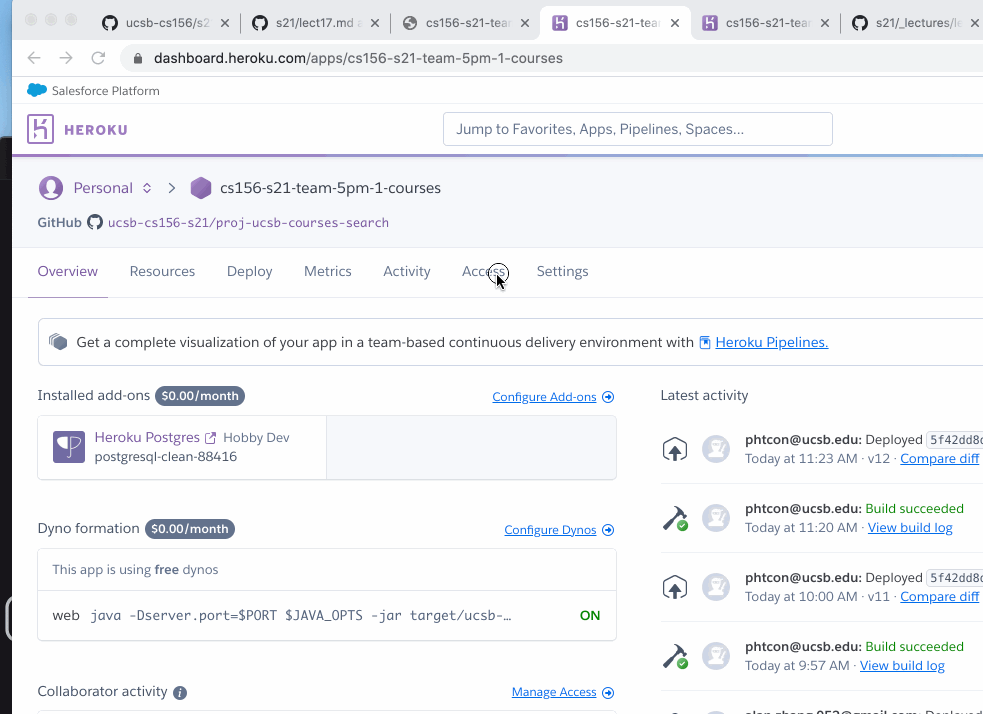 ucsb-cs156/s2
s21/lect17.md
cs156-s21-tea
cs156-s21-team
cs156-s21-team
s21/_lectures/le
dashboard.heroku.com/apps/cs156-s21-team-5pm-1-courses
Salesforce Platform
HEROKU
Jump to Favorites, Apps, Pipelines, Spaces...
Personal > cs156-s21-team-5pm-1-courses
GitHub ucsb-cs156-s21/proj-ucsb-courses-search
Overview Resources Deploy Metrics Activity Access Settings
Get a complete visualization of your app in a team-based continuous delivery environment with Heroku Pipelines.
Installed add-ons $0.00/month Configure Add-ons
Heroku Postgres Hobby Dev
postgresql-clean-88416
Dyno formation $0.00/month Configure Dynos
This app is using free dynos
web java -Dserver.port=$PORT $JAVA_OPTS -jar target/ucsb-… ON
Collaborator activity Manage Access
Latest activity
phtcon@ucsb.edu: Deployed 5f42dd8c
Today at 11:23 AM · v12 · Compare diff
phtcon@ucsb.edu: Build succeeded
Today at 11:20 AM · View build log
phtcon@ucsb.edu: Deployed 5f42dd8c
Today at 10:00 AM · v11 · Compare diff
phtcon@ucsb.edu: Build succeeded
Today at 9:57 AM · View build log